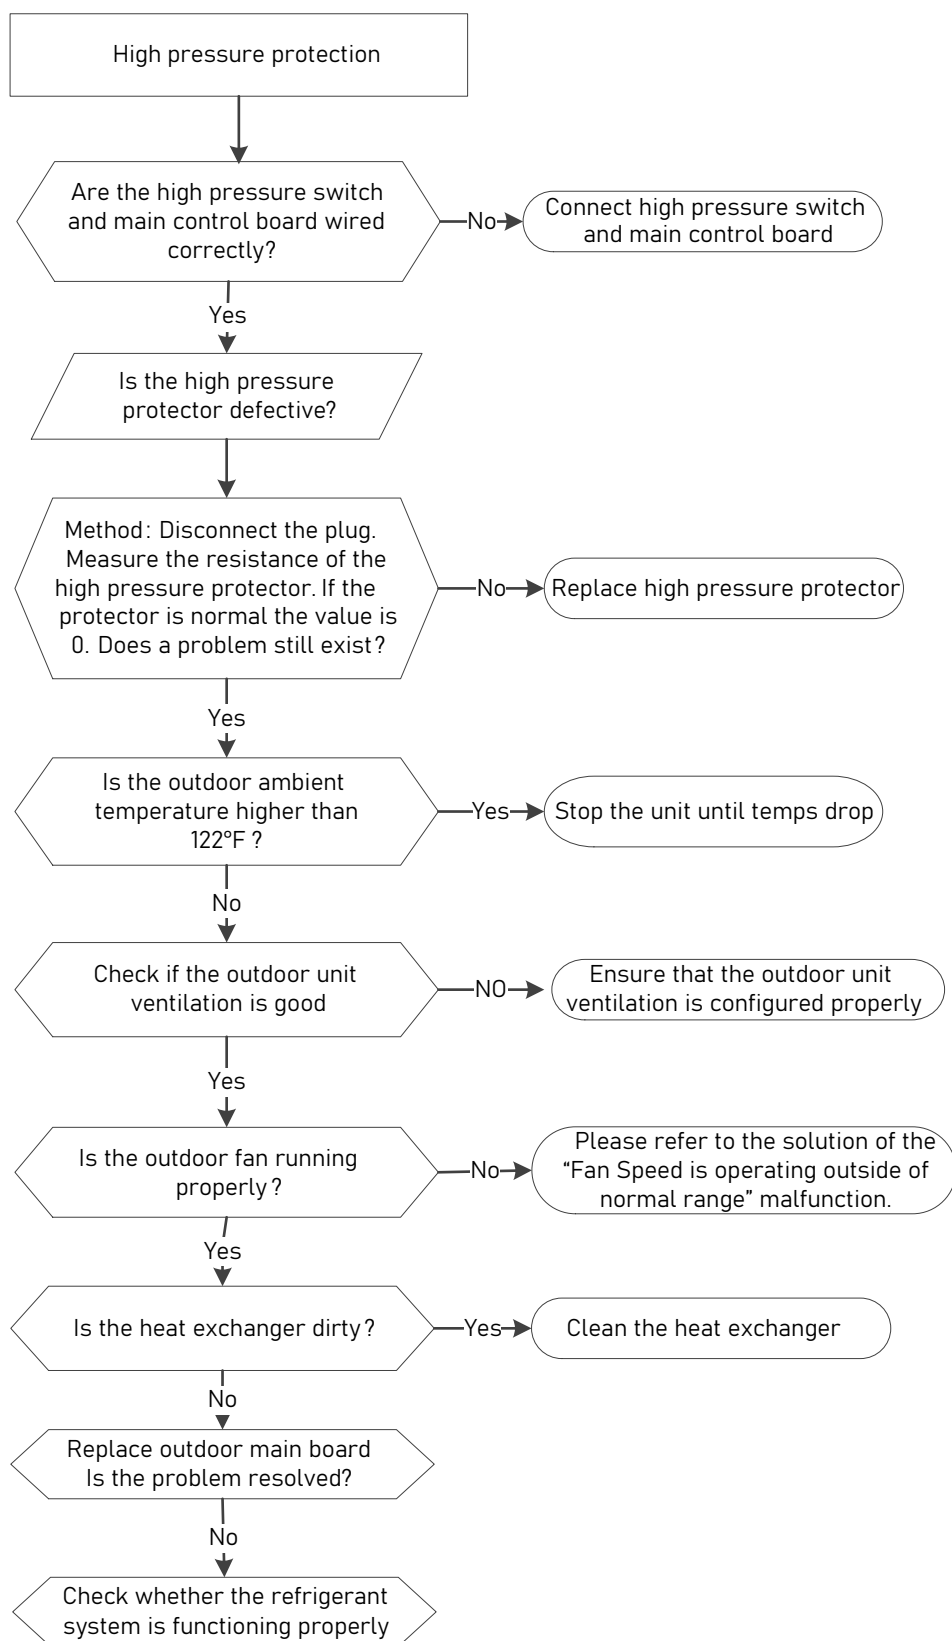 High pressure protection
Are the high pressure switch
and main control board wired
correctly?
No
Connect high pressure switch
and main control board
Yes
Is the high pressure
protector defective?
Method: Disconnect the plug.
Measure the resistance of the
high pressure protector. If the
protector is normal the value is
0. Does a problem still exist?
No
Replace high pressure protector
Yes
Is the outdoor ambient
temperature higher than
122°F ?
Yes
Stop the unit until temps drop
No
Check if the outdoor unit
ventilation is good
NO
Ensure that the outdoor unit
ventilation is configured properly
Yes
Is the outdoor fan running
properly?
No
Please refer to the solution of the
“Fan Speed is operating outside of
normal range” malfunction.
Yes
Is the heat exchanger dirty?
Yes
Clean the heat exchanger
No
Replace outdoor main board
Is the problem resolved?
No
Check whether the refrigerant
system is functioning properly